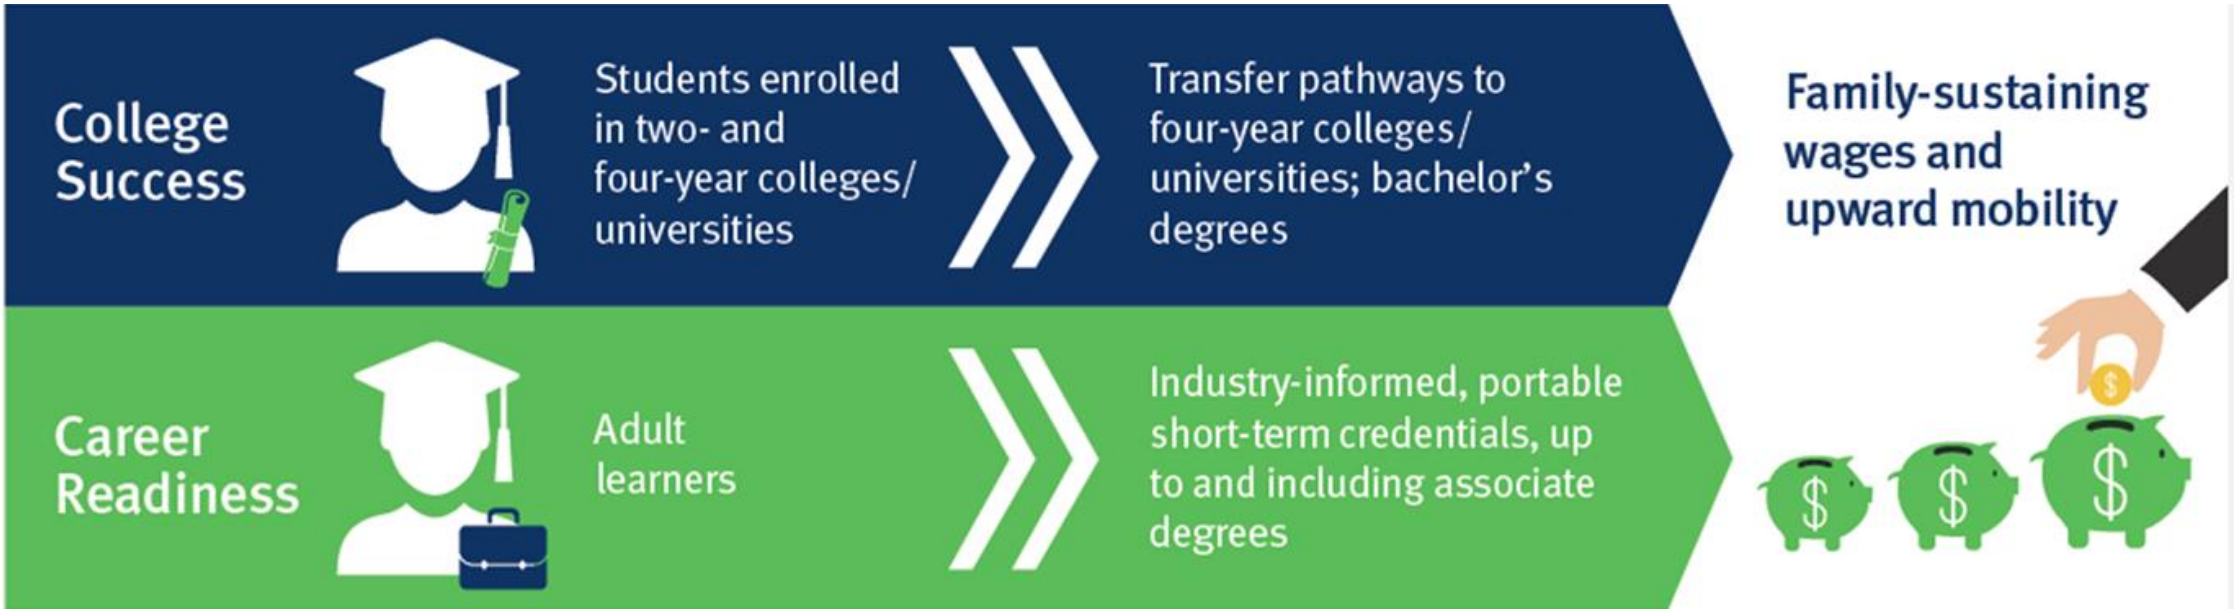 College
Success
Students enrolled
in two- and
four-year colleges/
universities
Transfer pathways to
four-year colleges/
universities; bachelor’s
degrees
Career
Readiness
Adult
learners
Industry-informed, portable
short-term credentials, up
to and including associate
degrees
Family-sustaining
wages and
upward mobility
$
$ $ $